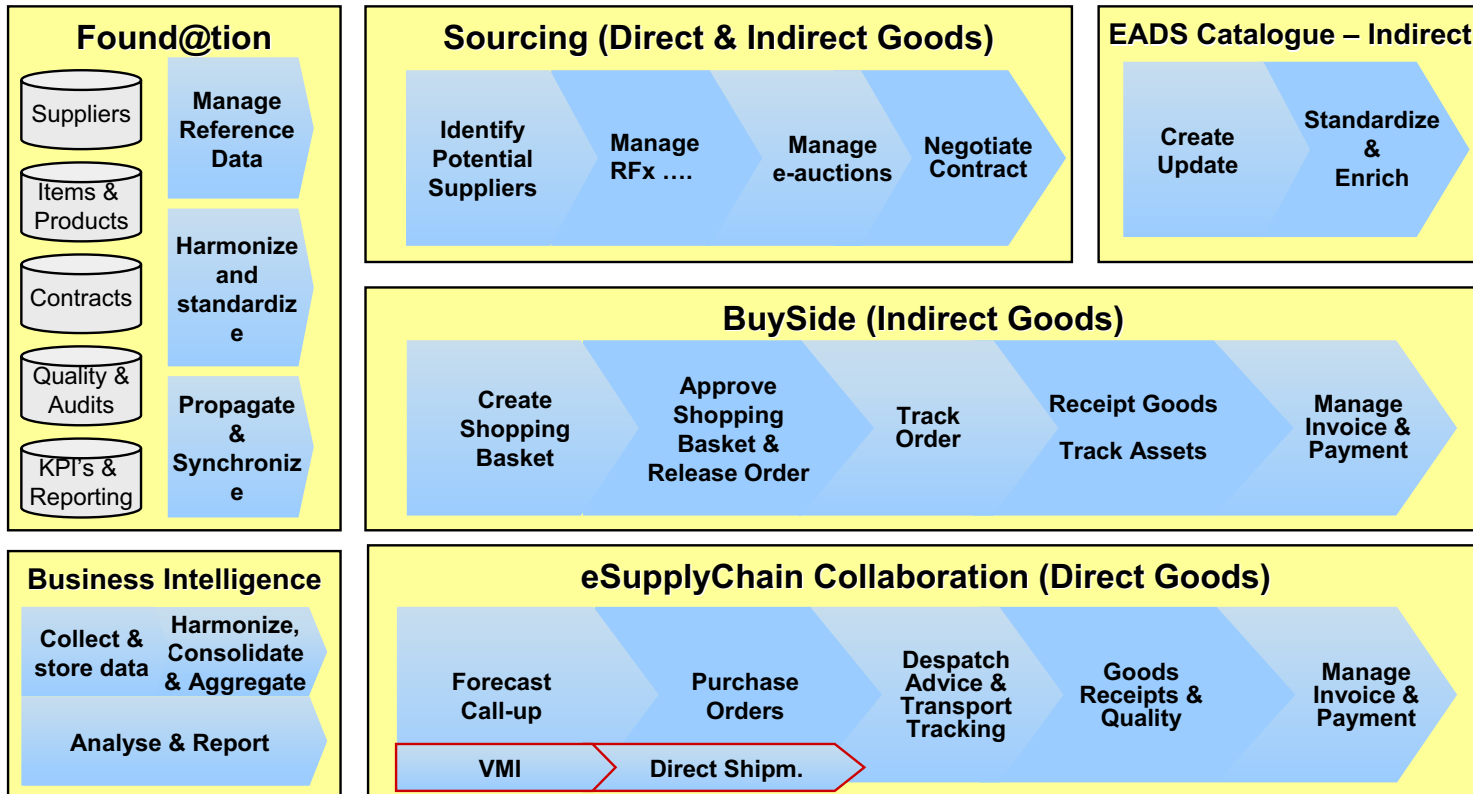 Found@tion
Suppliers
Items &
Products
Contracts
Quality &
Audits
KPI's &
Reporting
Manage
Reference
Data
Harmonize
and
standardiz
e
Propagate
&
Synchroniz
e
Sourcing (Direct & Indirect Goods)
Identify
Potential
Suppliers
Manage
RFx ....
Manage
e-auctions
Negotiate
Contract
EADS Catalogue – Indirect
Create
Update
Standardize
&
Enrich
BuySide (Indirect Goods)
Create
Shopping
Basket
Approve
Shopping
Basket &
Release Order
Track
Order
Receipt Goods
Track Assets
Manage
Invoice &
Payment
Business Intelligence
Collect &
store data
Harmonize,
Consolidate
& Aggregate
Analyse & Report
eSupplyChain Collaboration (Direct Goods)
Forecast
Call-up
Purchase
Orders
Despatch
Advice &
Transport
Tracking
Goods
Receipts &
Quality
Manage
Invoice &
Payment
VMI
Direct Shipm.